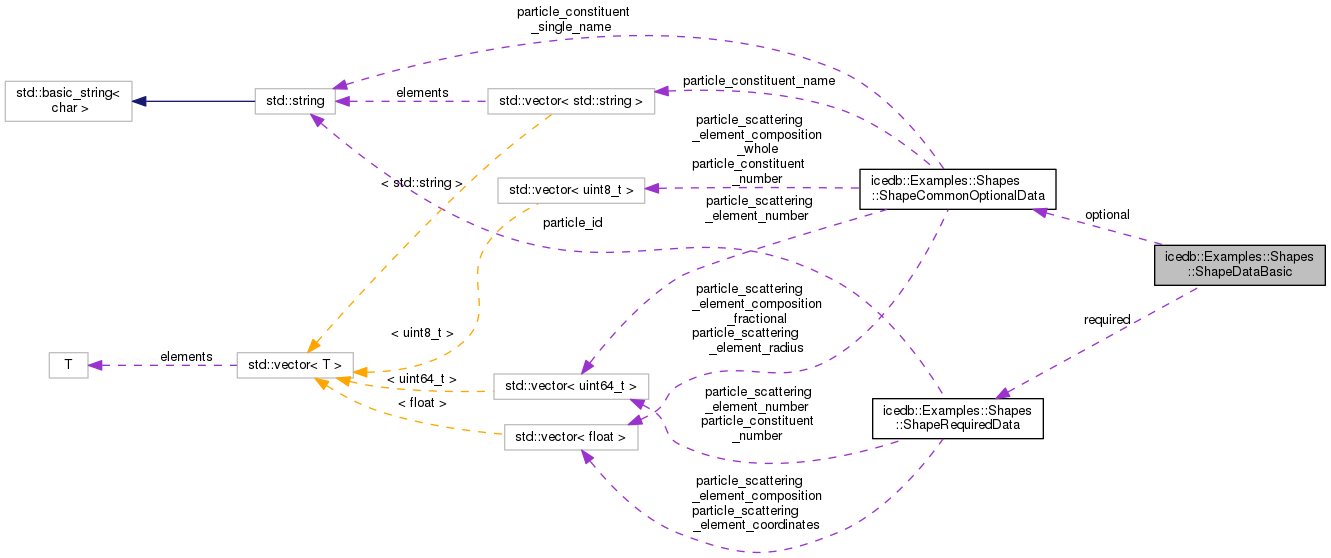 particle_constituent
_single_name
std::basic_string<
char >
std::string
elements
std::vector< std::string >
particle_constituent_name
particle_scattering
_element_composition
_whole
particle_constituent
_number
icedb::Examples::Shapes
::ShapeCommonOptionalData
< std::string >
std::vector< uint8_t >
particle_scattering
_element_number
particle_id
optional
icedb::Examples::Shapes
::ShapeDataBasic
particle_scattering
_element_composition
_fractional
particle_scattering
_element_radius
required
< uint8_t >
T
elements
std::vector< T >
< uint64_t >
std::vector< uint64_t >
< float >
std::vector< float >
particle_scattering
_element_number
particle_constituent
_number
icedb::Examples::Shapes
::ShapeRequiredData
particle_scattering
_element_composition
particle_scattering
_element_coordinates